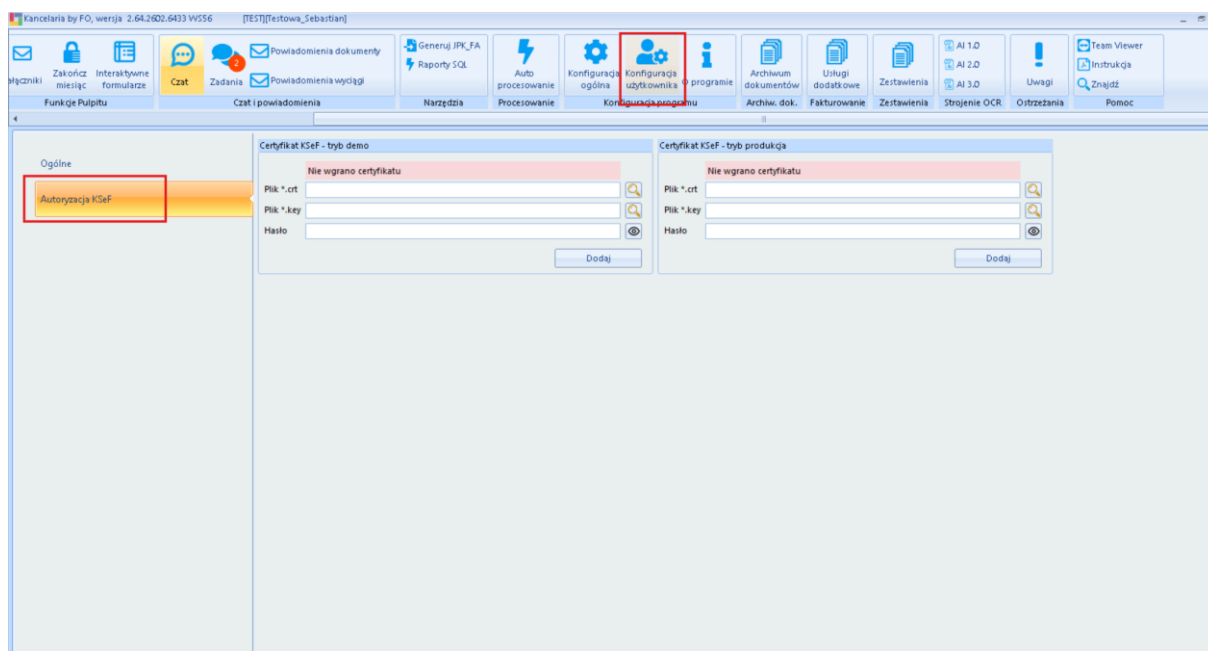 Kancelaria by FO, wersja 2.64.2602.6433 VVS56 [TEST][Testowa_Sebastian]
ałączniki
Zakończ miesiąc
Interaktywne formularze
Funkcje Pulpitu
Czat
2
Zadania
Powiadomienia dokumenty
Powiadomienia wyciągi
Czat i powiadomienia
Generuj JPK_FA
Raporty SQL
Narzędzia
Auto procesowanie
Procesowanie
Konfiguracja ogólna
Konfiguracja użytkownika
O programie
Konfiguracja programu
Archiwum dokumentów
Archiw. dok.
Usługi dodatkowe
Fakturowanie
Zestawienia
Zestawienia
AI 1.0
AI 2.0
AI 3.0
Strojenie OCR
Uwagi
Ostrzeżania
Team Viewer
Instrukcja
Znajdź
Pomoc
Ogólne
Autoryzacja KSeF
Certyfikat KSeF - tryb demo
Nie wgrano certyfikatu
Plik *.crt
Plik *.key
Hasło
Dodaj
Certyfikat KSeF - tryb produkcja
Nie wgrano certyfikatu
Plik *.crt
Plik *.key
Hasło
Dodaj